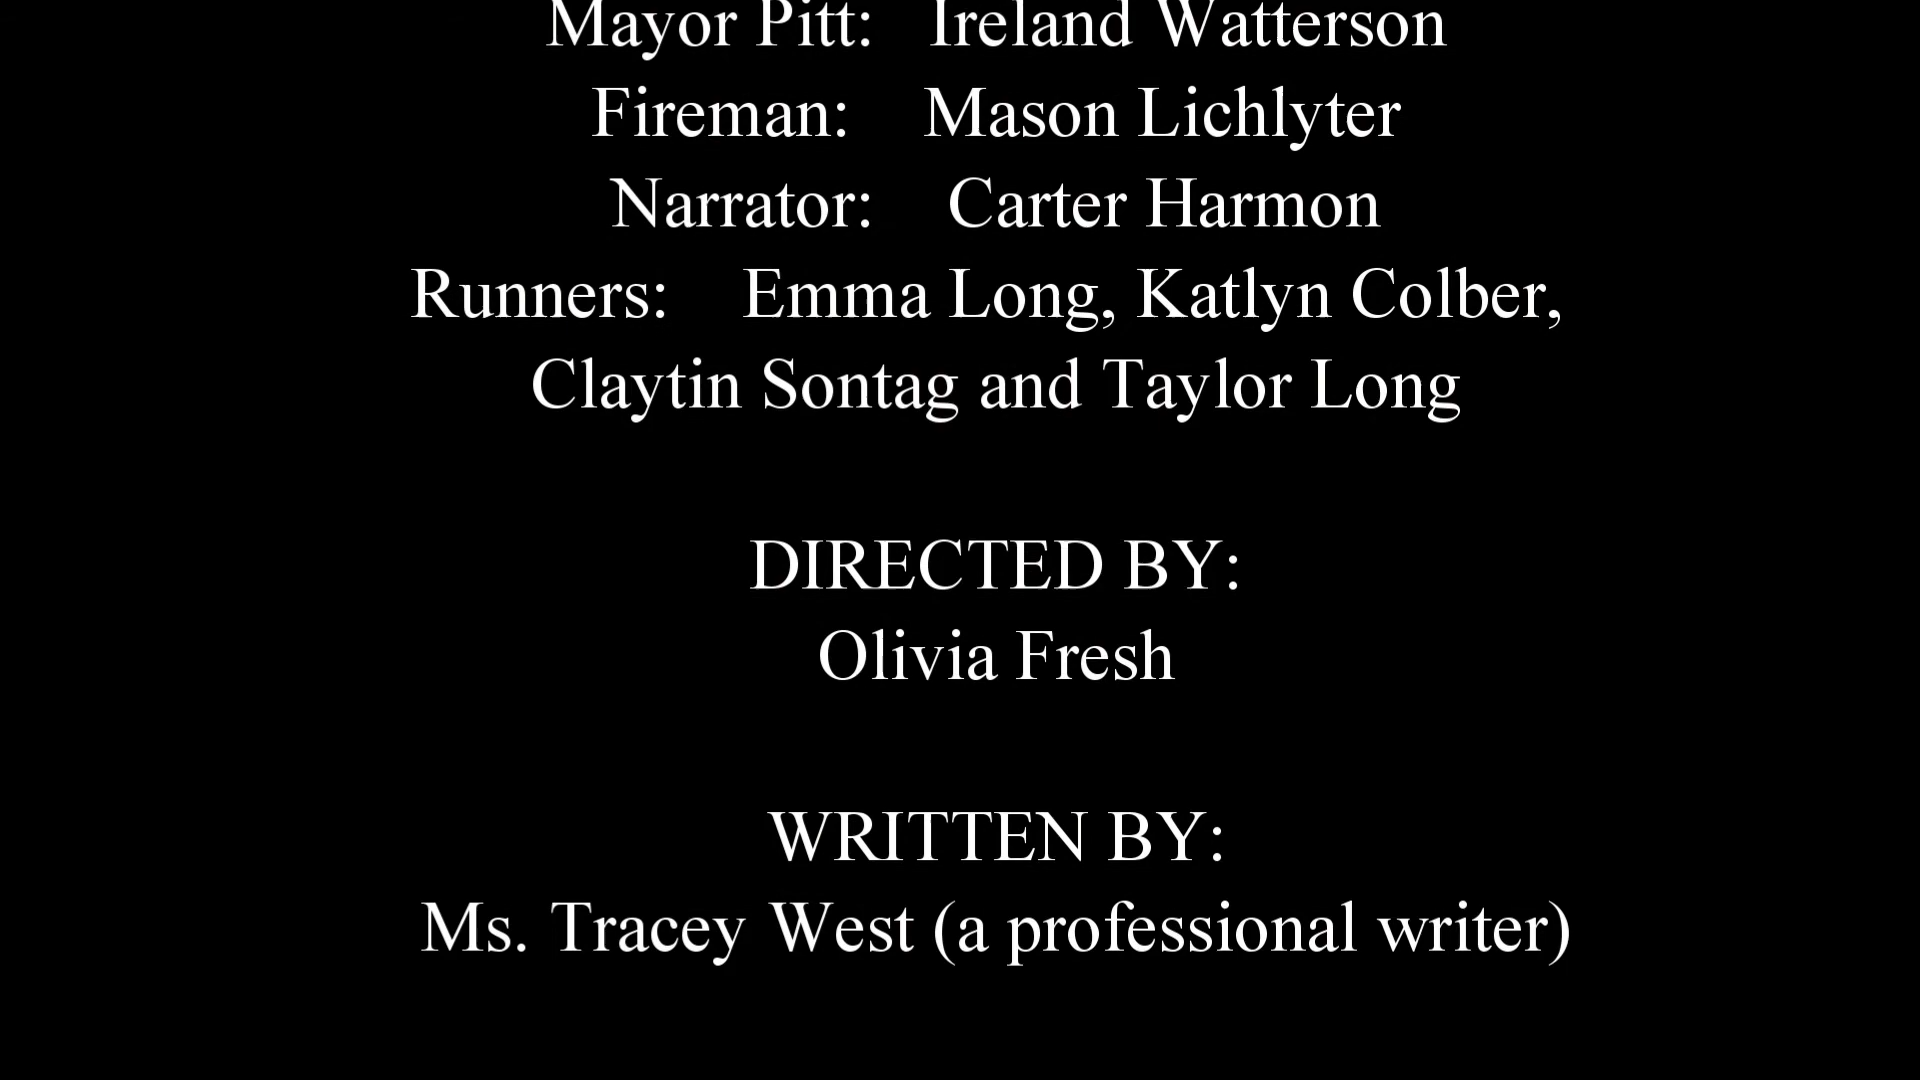 Mayor Pitt: Ireland Watterson
Fireman: Mason Lichlyter
Narrator: Carter Harmon
Runners: Emma Long, Katlyn Colber,
Claytin Sontag and Taylor Long
DIRECTED BY:
Olivia Fresh
WRITTEN BY:
Ms. Tracey West (a professional writer)